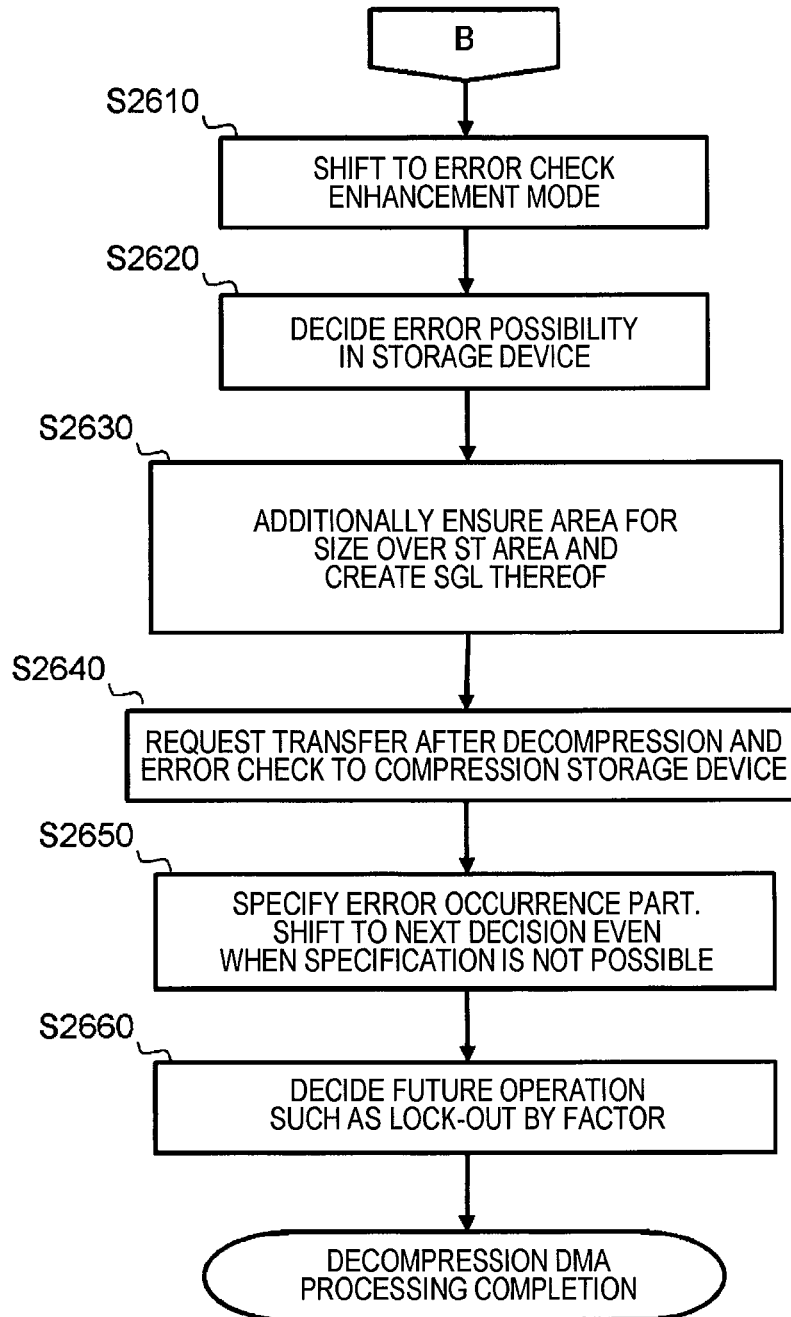 B
S2610
SHIFT TO ERROR CHECK
ENHANCEMENT MODE
S2620
DECIDE ERROR POSSIBILITY
IN STORAGE DEVICE
S2630
ADDITIONALLY ENSURE AREA FOR
SIZE OVER ST AREA AND
CREATE SGL THEREOF
S2640
REQUEST TRANSFER AFTER DECOMPRESSION AND
ERROR CHECK TO COMPRESSION STORAGE DEVICE
S2650
SPECIFY ERROR OCCURRENCE PART.
SHIFT TO NEXT DECISION EVEN
WHEN SPECIFICATION IS NOT POSSIBLE
S2660
DECIDE FUTURE OPERATION
SUCH AS LOCK-OUT BY FACTOR
DECOMPRESSION DMA
PROCESSING COMPLETION